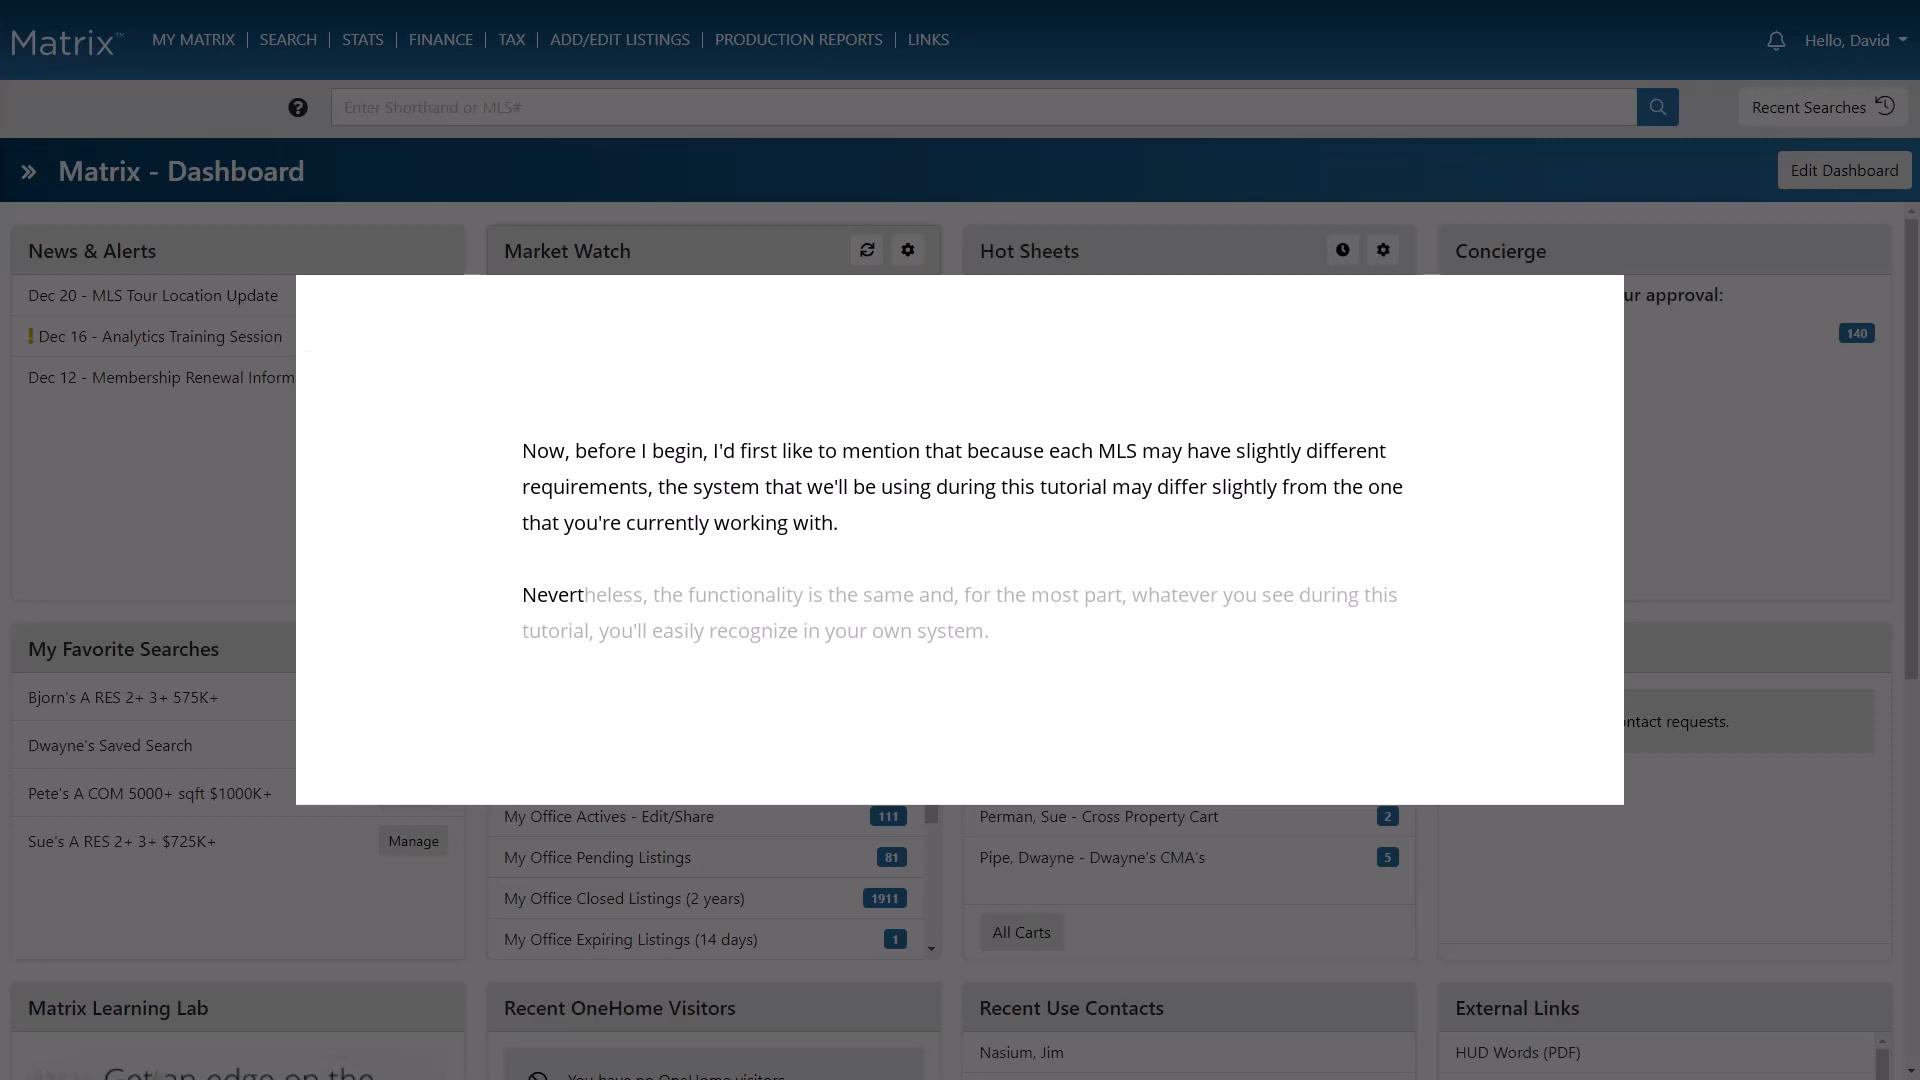 Matrix™
MY MATRIX
SEARCH
STATS
FINANCE
TAX
ADD/EDIT LISTINGS
PRODUCTION REPORTS
LINKS
Hello, David
Enter Shorthand or MLS#
Recent Searches
Matrix - Dashboard
Edit Dashboard
News & Alerts
Dec 20 - MLS Tour Location Update
Dec 16 - Analytics Training Session
Dec 12 - Membership Renewal Inform
Market Watch
Hot Sheets
Concierge
ur approval:
140
Now, before I begin, I'd first like to mention that because each MLS may have slightly different
requirements, the system that we'll be using during this tutorial may differ slightly from the one
that you're currently working with.
Nevertheless, the functionality is the same and, for the most part, whatever you see during this
tutorial, you'll easily recognize in your own system.
My Favorite Searches
Bjorn's A RES 2+ 3+ 575K+
Dwayne's Saved Search
Pete's A COM 5000+ sqft $1000K+
Sue's A RES 2+ 3+ $725K+
Manage
My Office Actives - Edit/Share
111
My Office Pending Listings
81
My Office Closed Listings (2 years)
1911
My Office Expiring Listings (14 days)
1
Perman, Sue - Cross Property Cart
2
Pipe, Dwayne - Dwayne's CMA's
5
All Carts
ntact requests.
Matrix Learning Lab
Get an edge on the
Recent OneHome Visitors
You have no OneHome visitors
Recent Use Contacts
Nasium, Jim
External Links
HUD Words (PDF)